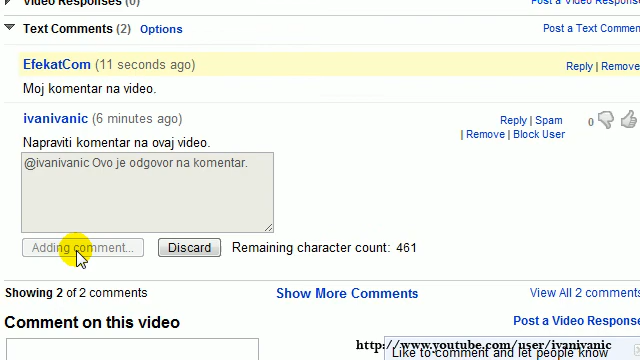 Video Responses (0)
Post a Video Response
Text Comments (2) Options
Post a Text Comment
EfekatCom (11 seconds ago)
Reply | Remove
Moj komentar na video.
ivanivanic (6 minutes ago)
Reply | Spam
| Remove | Block User
0
Napraviti komentar na ovaj video.
@ivanivanic Ovo je odgovor na komentar.
Adding comment...
Discard
Remaining character count: 461
Showing 2 of 2 comments
Show More Comments
View All 2 comments
Comment on this video
Post a Video Response
http://www.youtube.com/user/ivanivanic
Like to comment and let people know